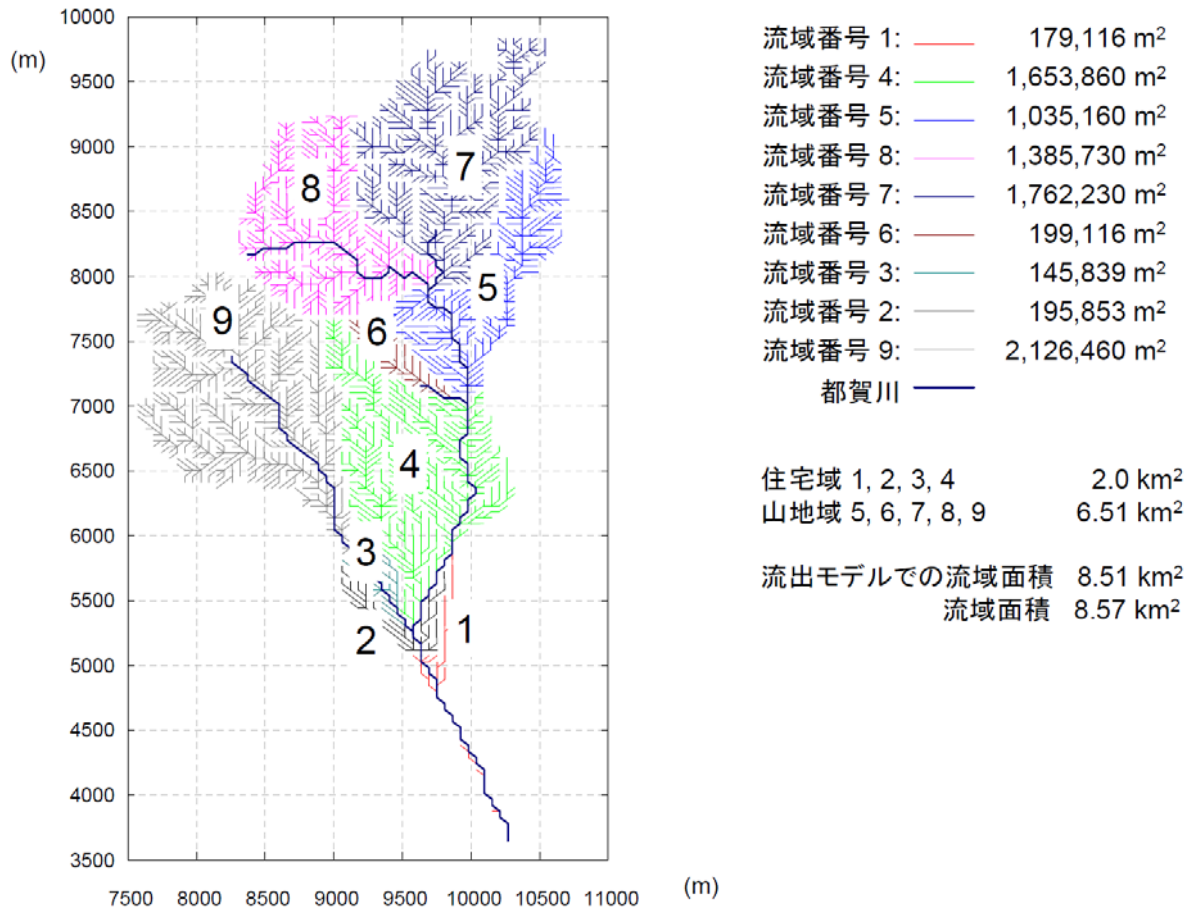 10000
(m)
9500
9000
8500
8000
7500
7000
6500
6000
5500
5000
4500
4000
3500
7500 8000 8500 9000 9500 10000 10500 11000
(m)
7
8
5
9
6
4
3
1
2
流域番号 1: 179,116 m²
流域番号 4: 1,653,860 m²
流域番号 5: 1,035,160 m²
流域番号 8: 1,385,730 m²
流域番号 7: 1,762,230 m²
流域番号 6: 199,116 m²
流域番号 3: 145,839 m²
流域番号 2: 195,853 m²
流域番号 9: 2,126,460 m²
都賀川
住宅域 1, 2, 3, 4 2.0 km²
山地域 5, 6, 7, 8, 9 6.51 km²
流出モデルでの流域面積 8.51 km²
流域面積 8.57 km²